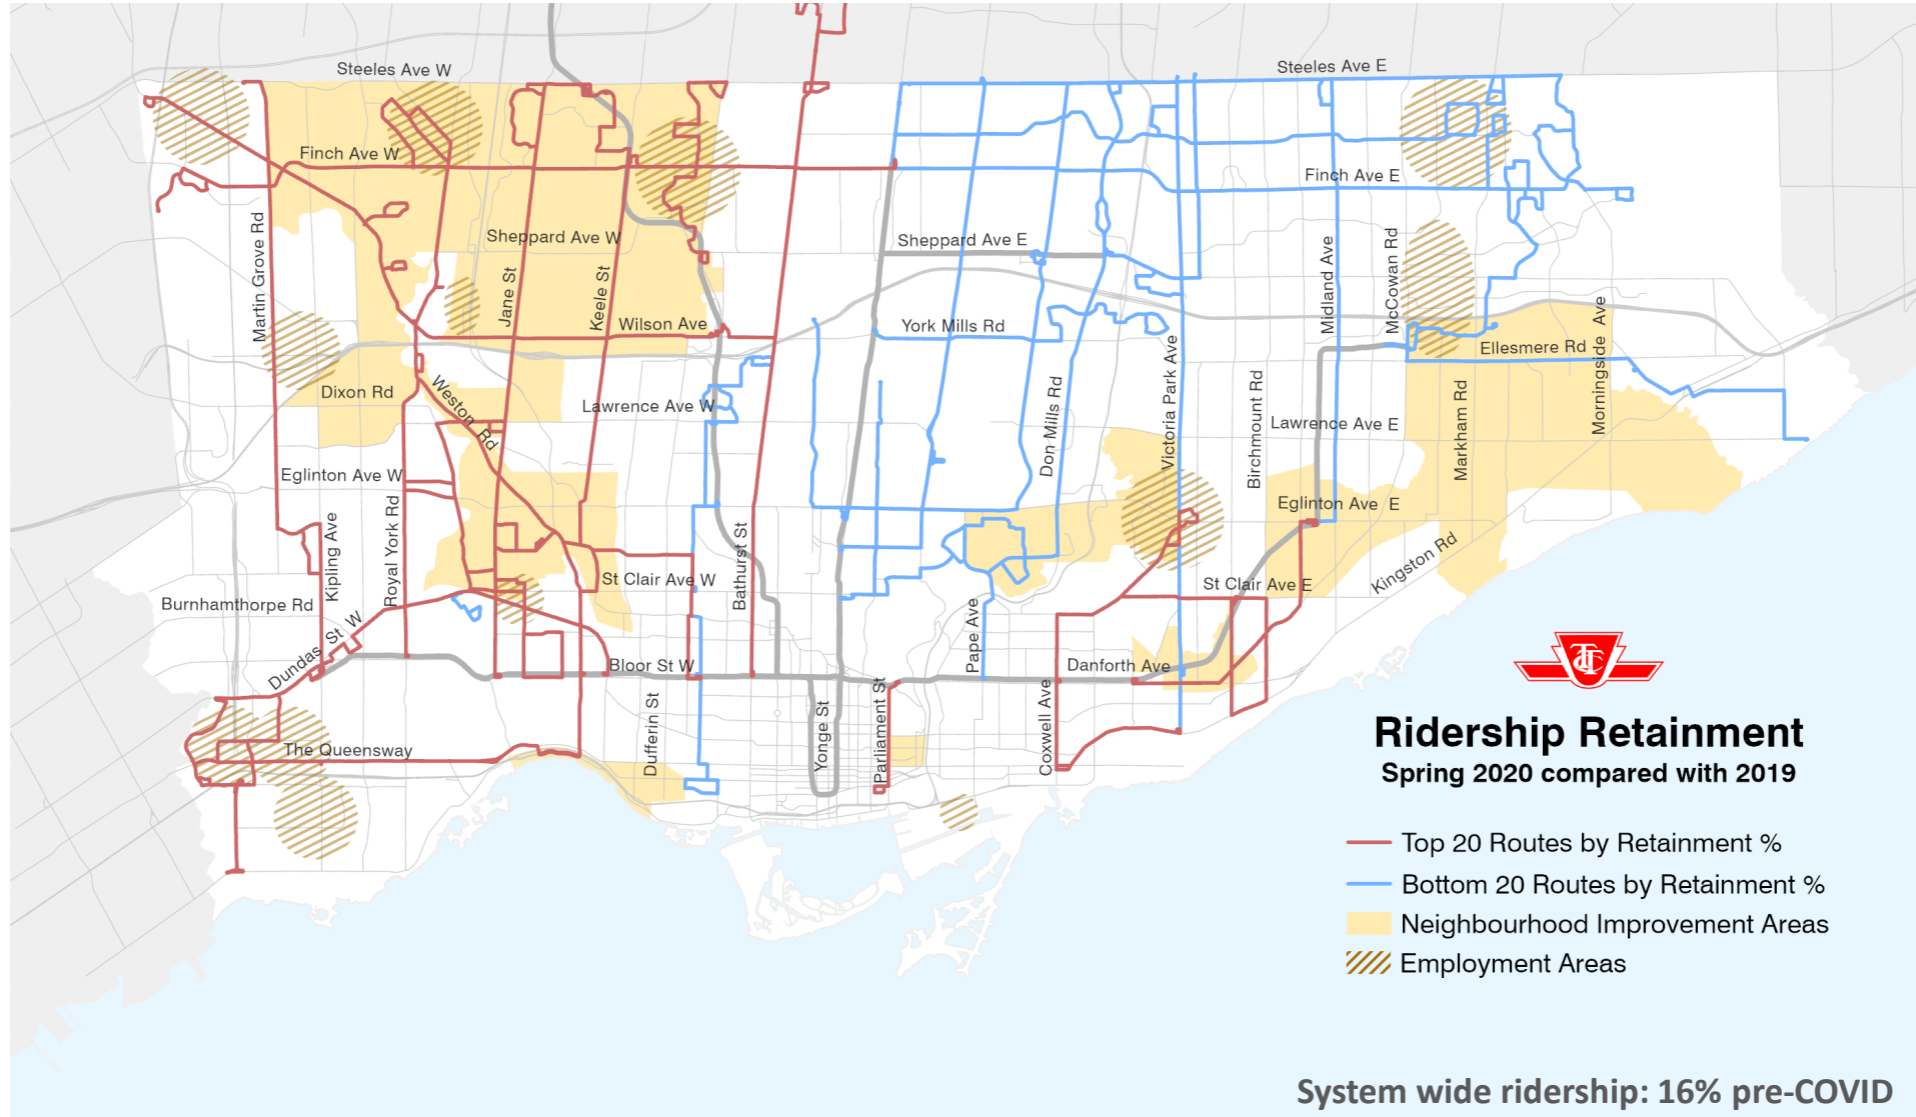 Steeles Ave W
Steeles Ave E
Finch Ave W
Finch Ave E
Martin Grove Rd
Sheppard Ave W
Sheppard Ave E
Jane St
Keele St
Midland Ave
McCowan Rd
Wilson Ave
York Mills Rd
Ellesmere Rd
Morningside Ave
Dixon Rd
Weston Rd
Lawrence Ave W
Don Mills Rd
Victoria Park Ave
Birchmount Rd
Lawrence Ave E
Markham Rd
Eglinton Ave W
Eglinton Ave E
Kipling Ave
Royal York Rd
Bathurst St
St Clair Ave W
St Clair Ave E
Kingston Rd
Burnhamthorpe Rd
Dundas St W
Bloor St W
Pape Ave
Danforth Ave
TTC
The Queensway
Dufferin St
Yonge St
Parliament St
Coxwell Ave
Ridership Retainment
Spring 2020 compared with 2019
Top 20 Routes by Retainment %
Bottom 20 Routes by Retainment %
Neighbourhood Improvement Areas
Employment Areas
System wide ridership: 16% pre-COVID